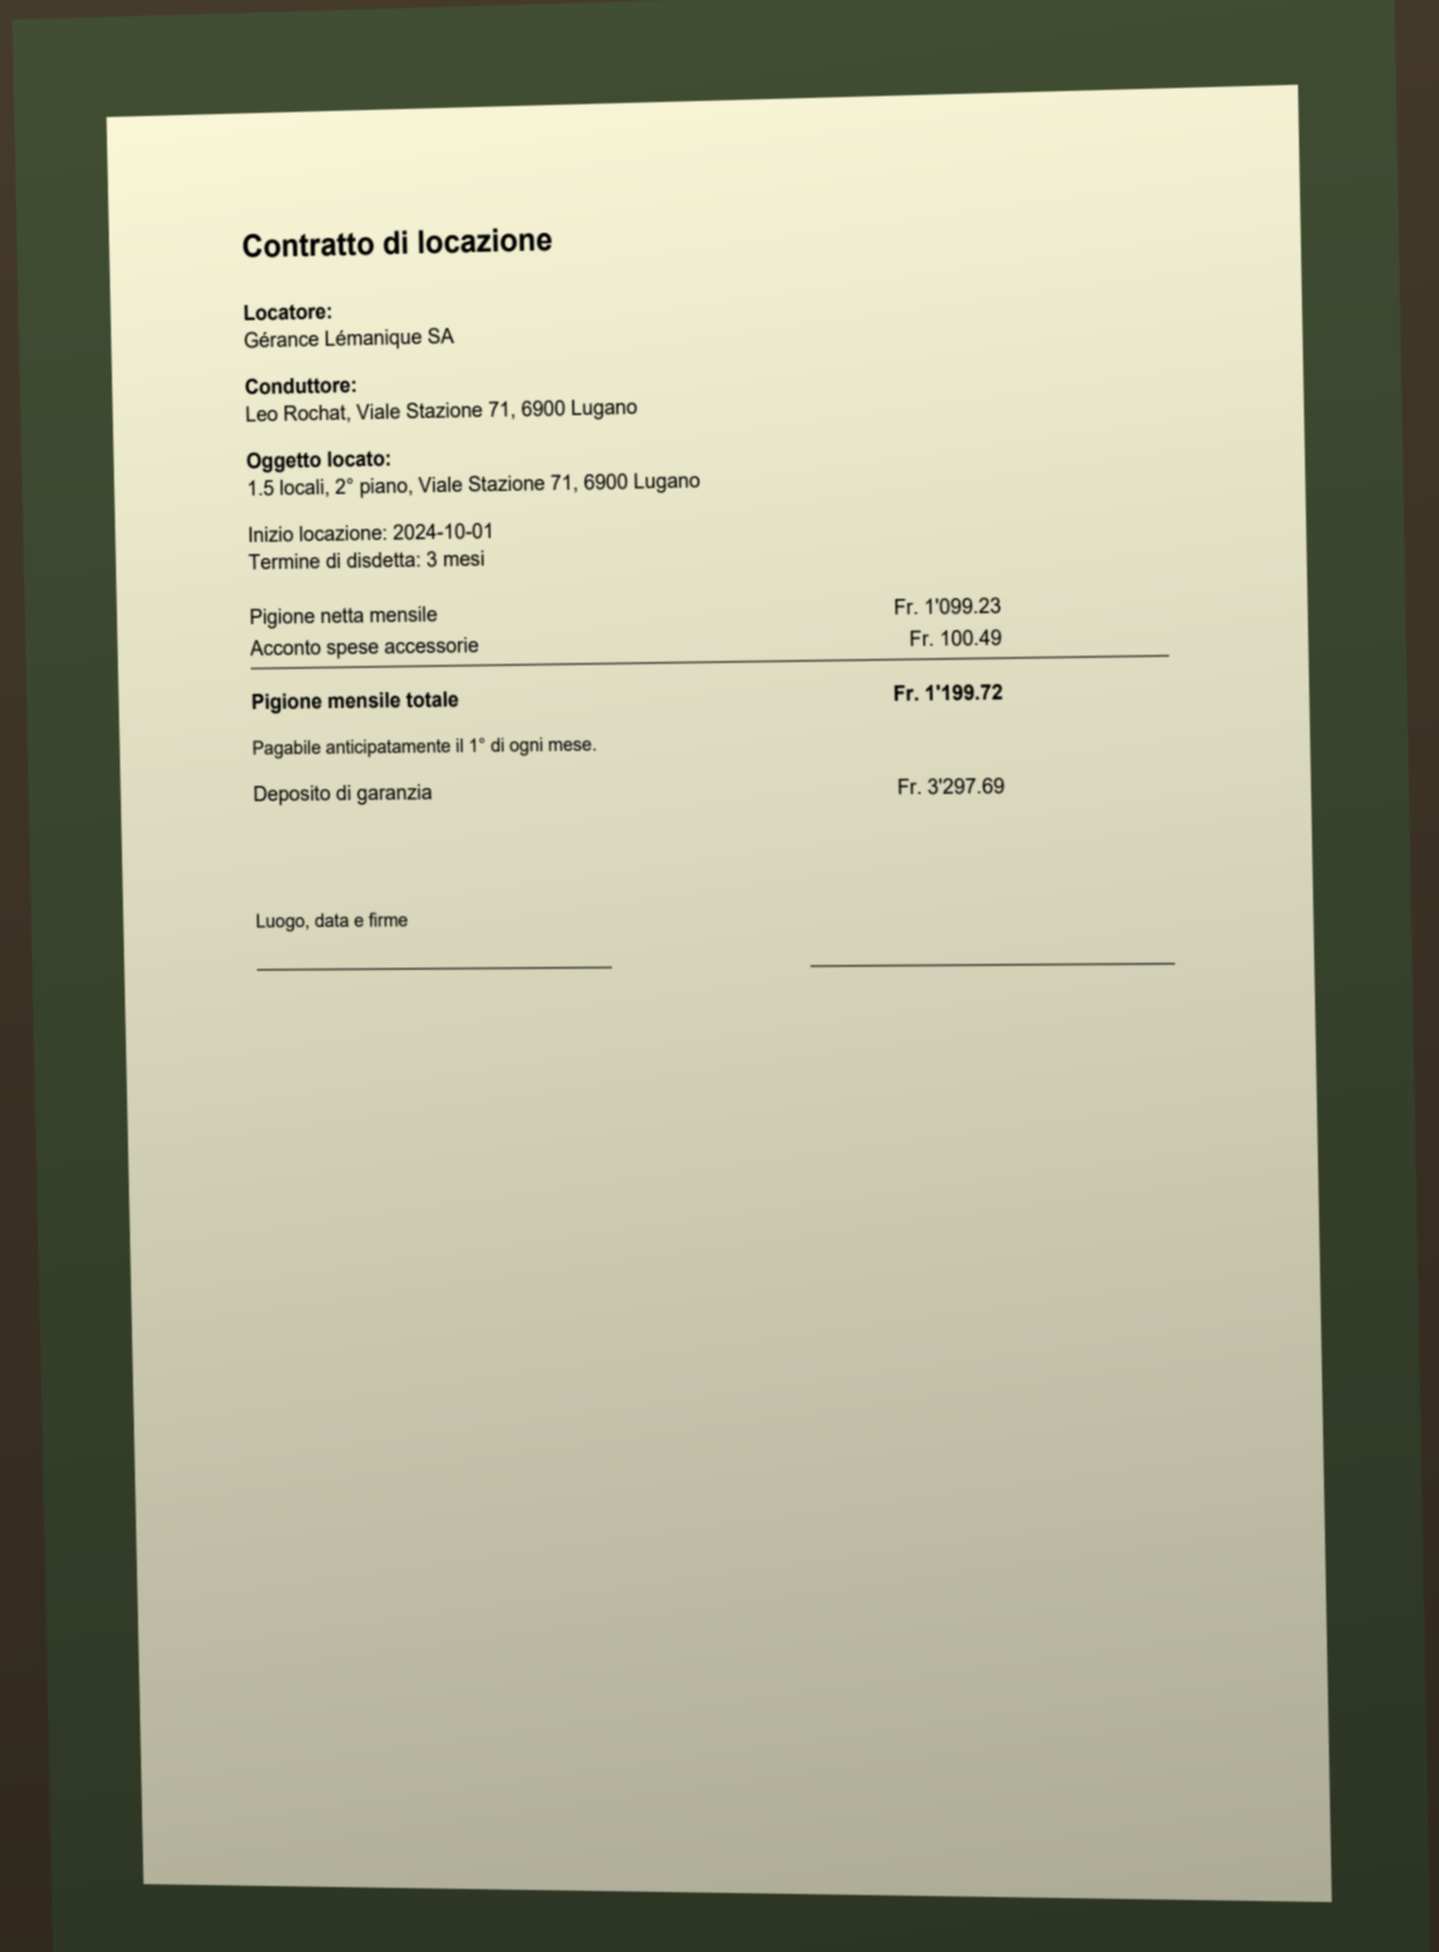 Contratto di locazione
Locatore:
Gérance Lémanique SA
Conduttore:
Leo Rochat, Viale Stazione 71, 6900 Lugano
Oggetto locato:
1.5 locali, 2° piano, Viale Stazione 71, 6900 Lugano
Inizio locazione: 2024-10-01
Termine di disdetta: 3 mesi
Pigione netta mensile Fr. 1'099.23
Acconto spese accessorie Fr. 100.49
Pigione mensile totale Fr. 1'199.72
Pagabile anticipatamente il 1° di ogni mese.
Deposito di garanzia Fr. 3'297.69
Luogo, data e firme